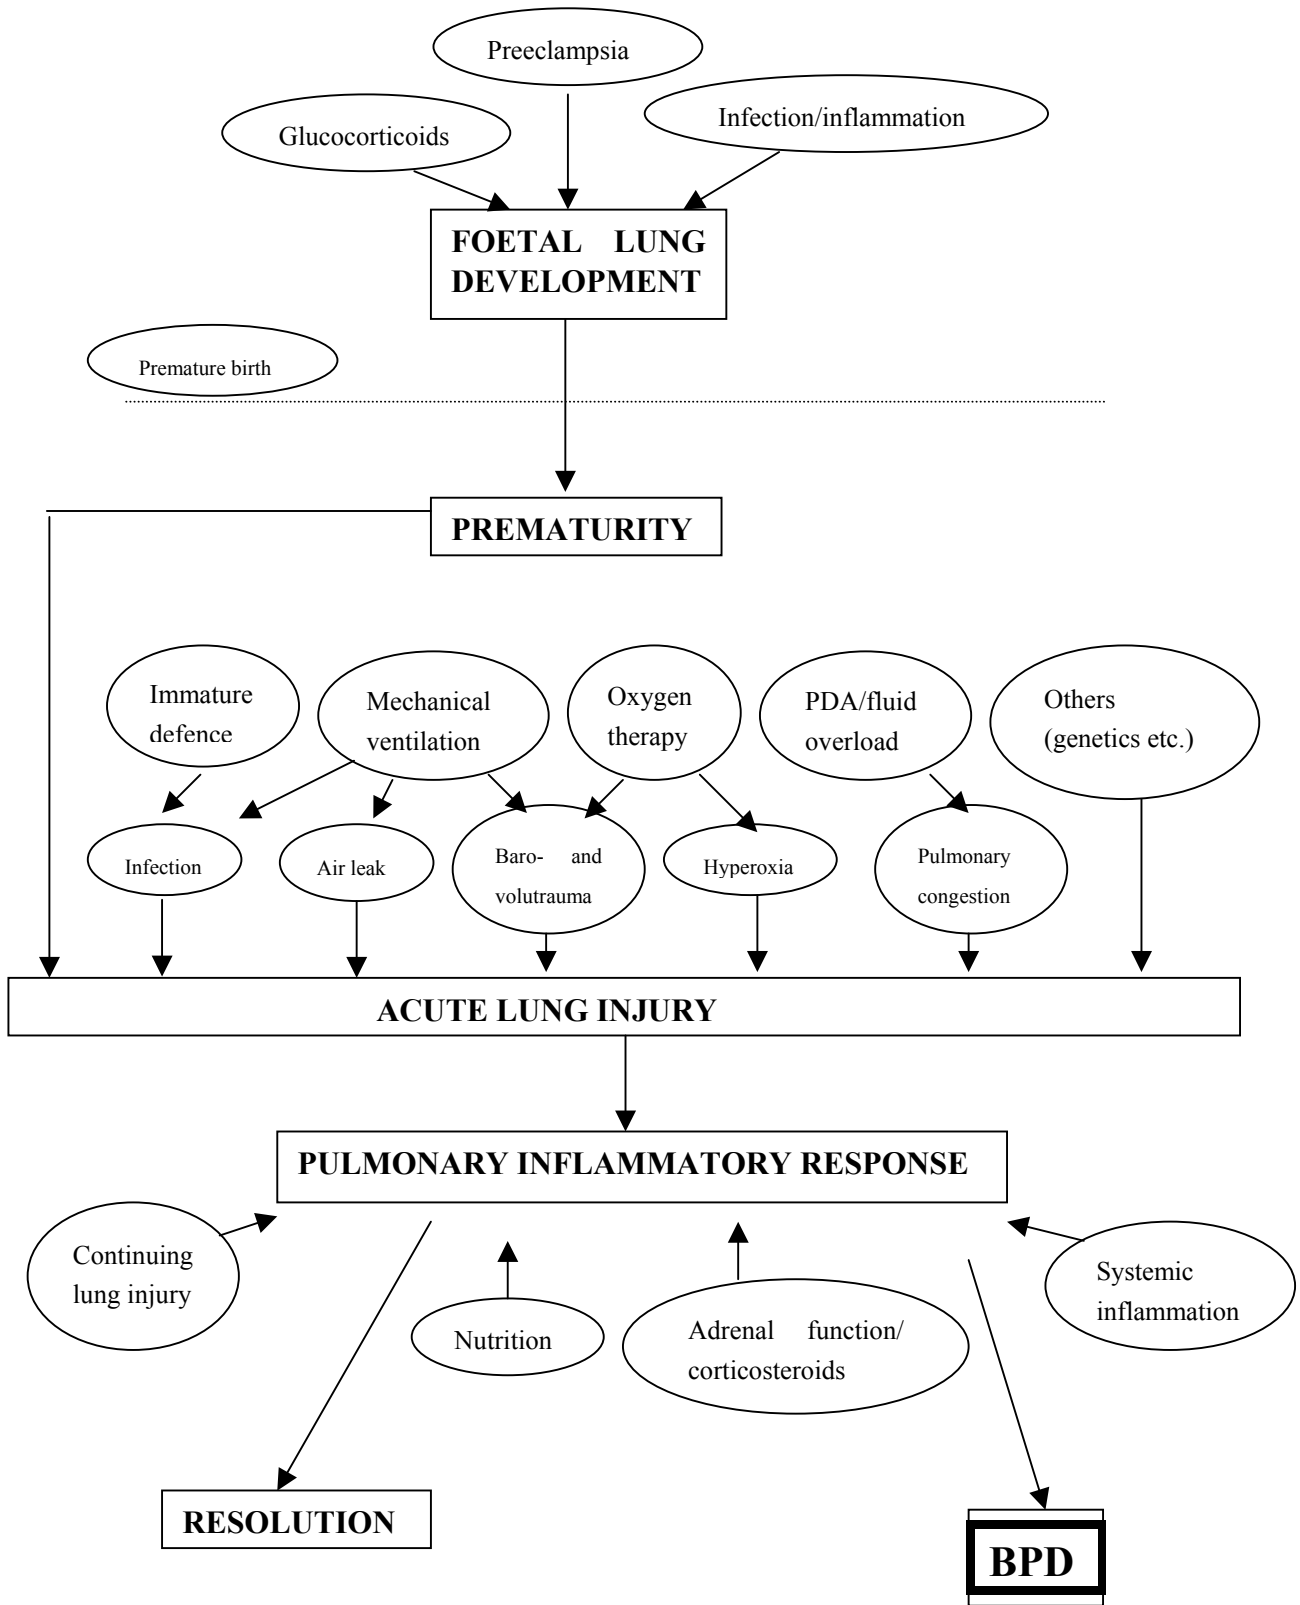 Preeclampsia
Glucocorticoids
Infection/inflammation
FOETAL LUNG
DEVELOPMENT
Premature birth
PREMATURITY
Immature
defence
Mechanical
ventilation
Oxygen
therapy
PDA/fluid
overload
Others
(genetics etc.)
Infection
Air leak
Baro- and
volutrauma
Hyperoxia
Pulmonary
congestion
ACUTE LUNG INJURY
PULMONARY INFLAMMATORY RESPONSE
Continuing
lung injury
Nutrition
Adrenal function/
corticosteroids
Systemic
inflammation
RESOLUTION
BPD